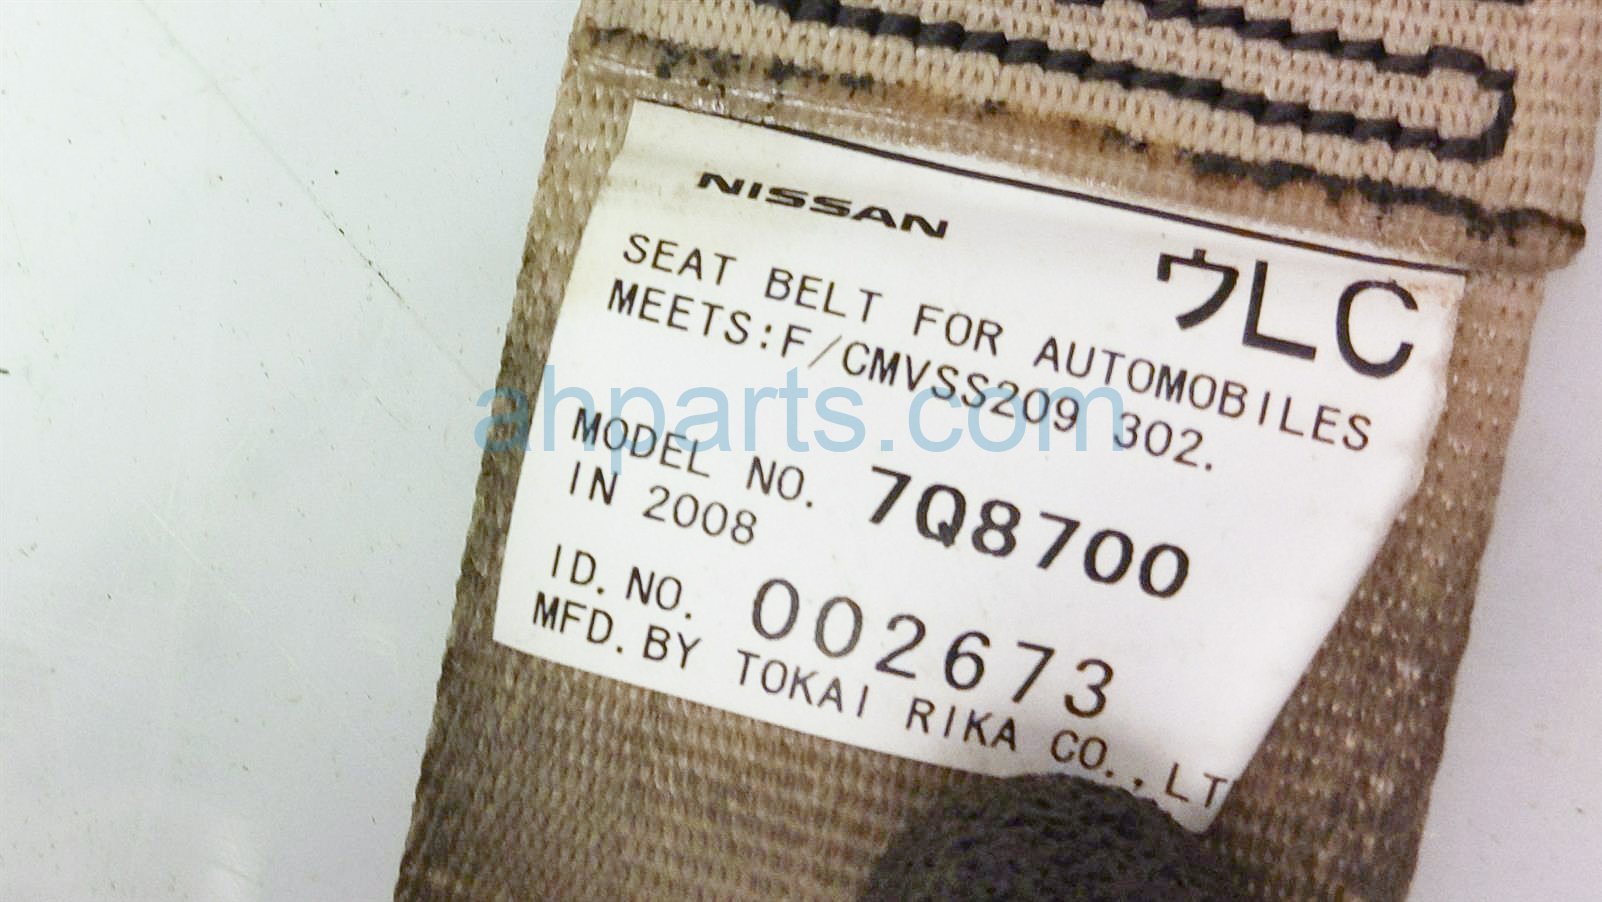 NISSAN
ウLC
SEAT BELT FOR AUTOMOBILES
MEETS:F/CMVSS209 302.
MODEL NO. 7Q8700
IN 2008
ID. NO. 002673
MFD. BY TOKAI RIKA CO., LT
ahparts.com